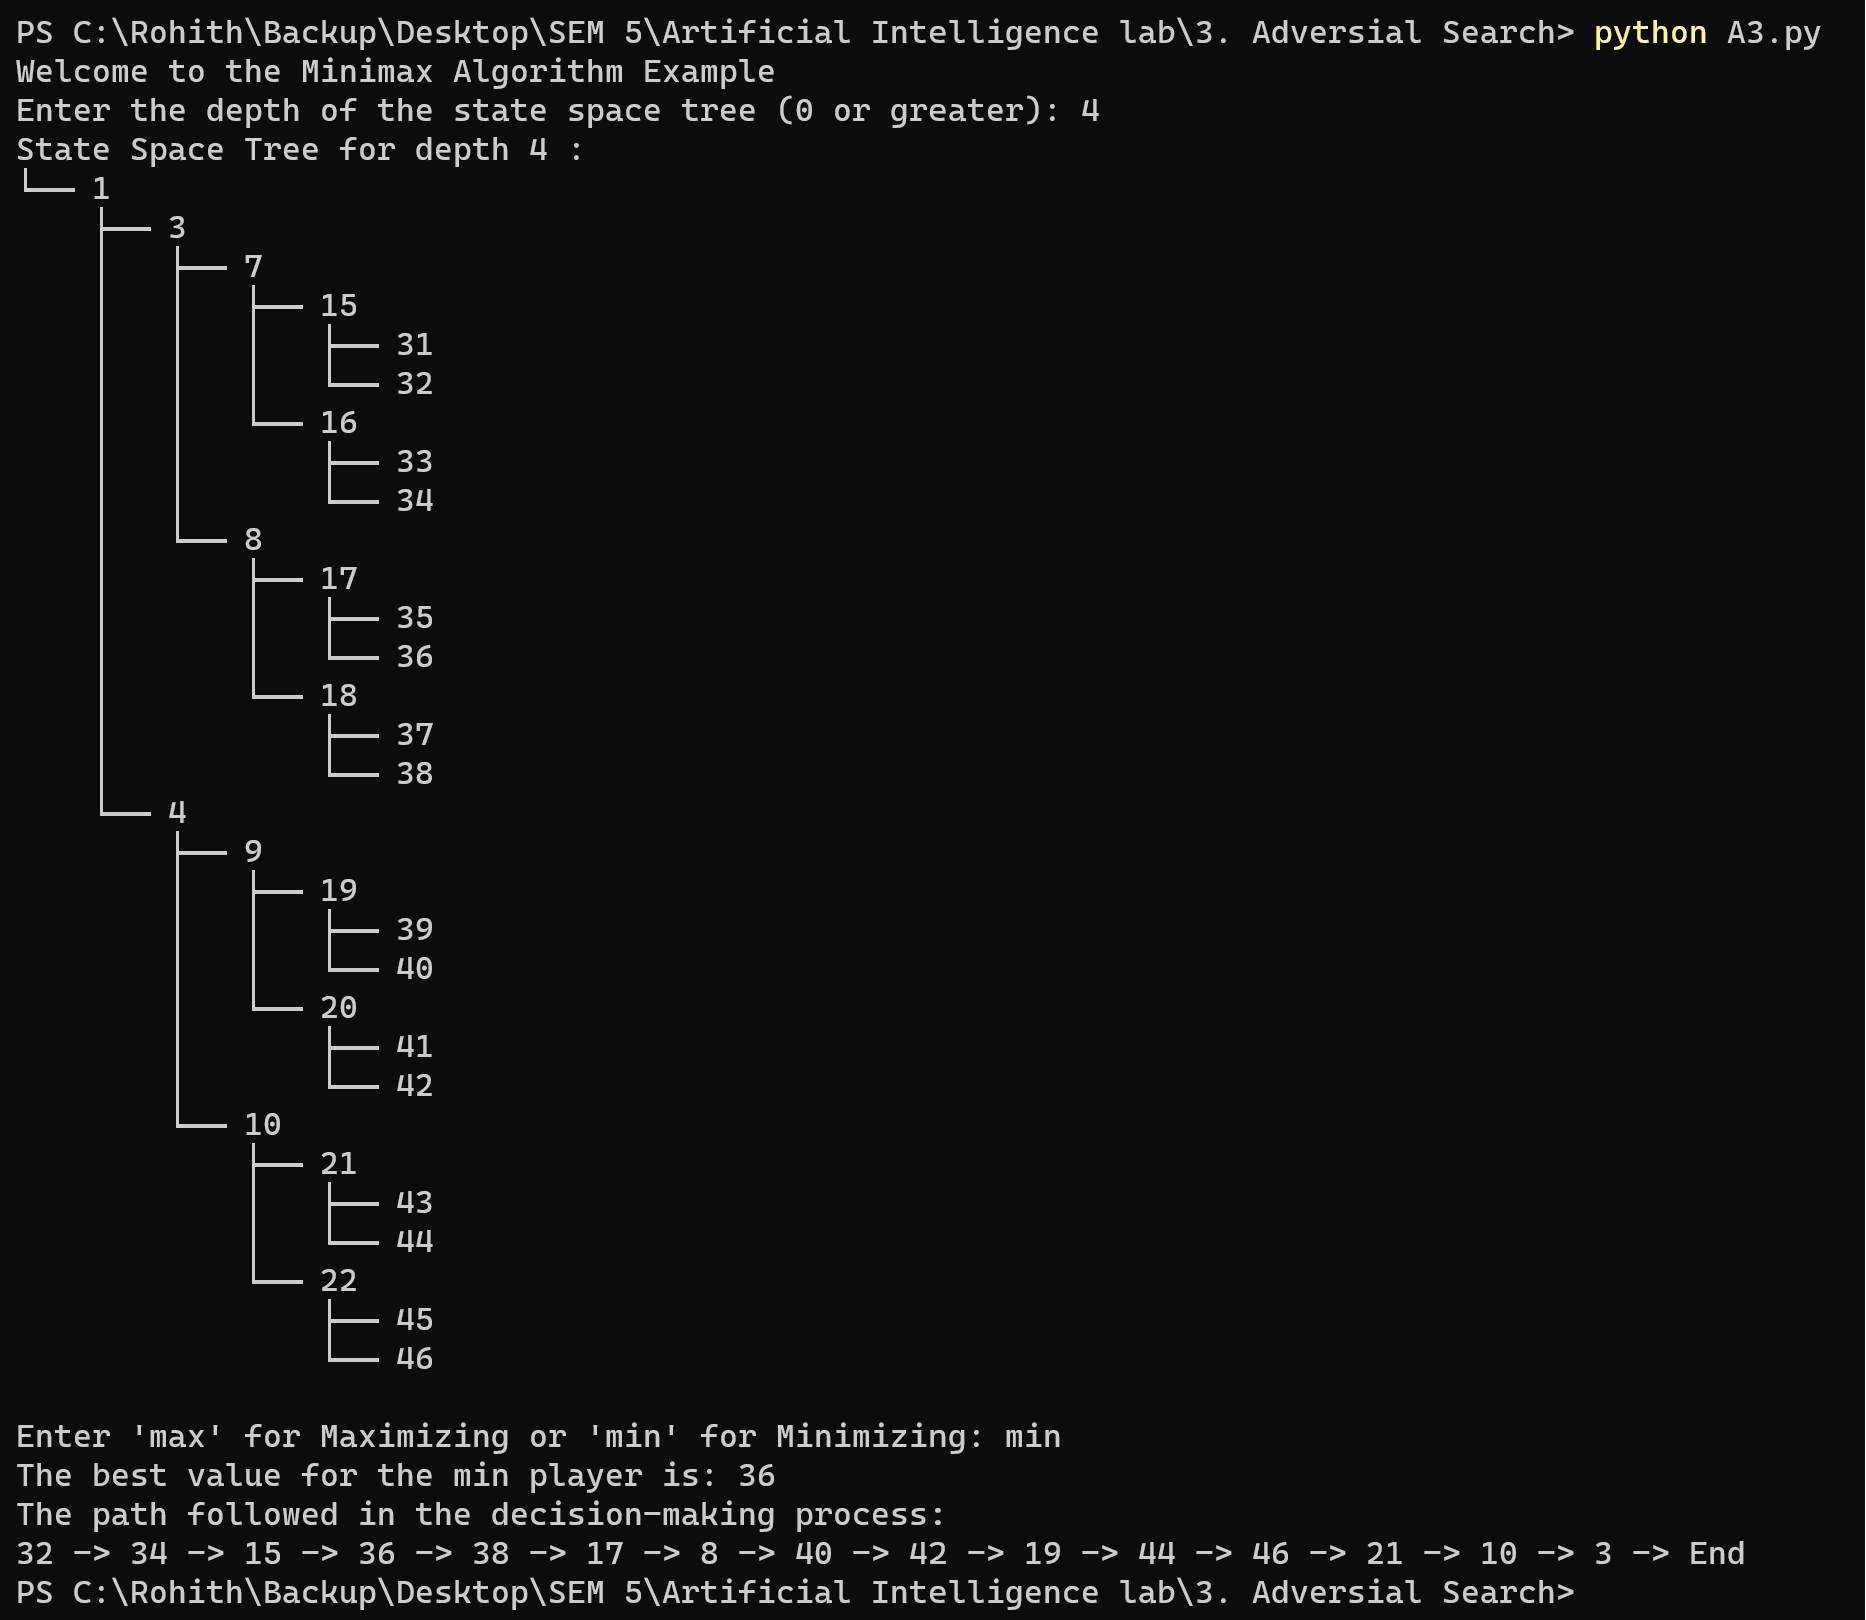 PS C:\Rohith\Backup\Desktop\SEM 5\Artificial Intelligence lab\3. Adversial Search> python A3.py
Welcome to the Minimax Algorithm Example
Enter the depth of the state space tree (0 or greater): 4
State Space Tree for depth 4 :
└── 1
    ├── 3
    │   ├── 7
    │   │   ├── 15
    │   │   │   ├── 31
    │   │   │   └── 32
    │   │   └── 16
    │   │       ├── 33
    │   │       └── 34
    │   └── 8
    │       ├── 17
    │       │   ├── 35
    │       │   └── 36
    │       └── 18
    │           ├── 37
    │           └── 38
    └── 4
        ├── 9
        │   ├── 19
        │   │   ├── 39
        │   │   └── 40
        │   └── 20
        │       ├── 41
        │       └── 42
        └── 10
            ├── 21
            │   ├── 43
            │   └── 44
            └── 22
                ├── 45
                └── 46
Enter 'max' for Maximizing or 'min' for Minimizing: min
The best value for the min player is: 36
The path followed in the decision-making process:
32 -> 34 -> 15 -> 36 -> 38 -> 17 -> 8 -> 40 -> 42 -> 19 -> 44 -> 46 -> 21 -> 10 -> 3 -> End
PS C:\Rohith\Backup\Desktop\SEM 5\Artificial Intelligence lab\3. Adversial Search>